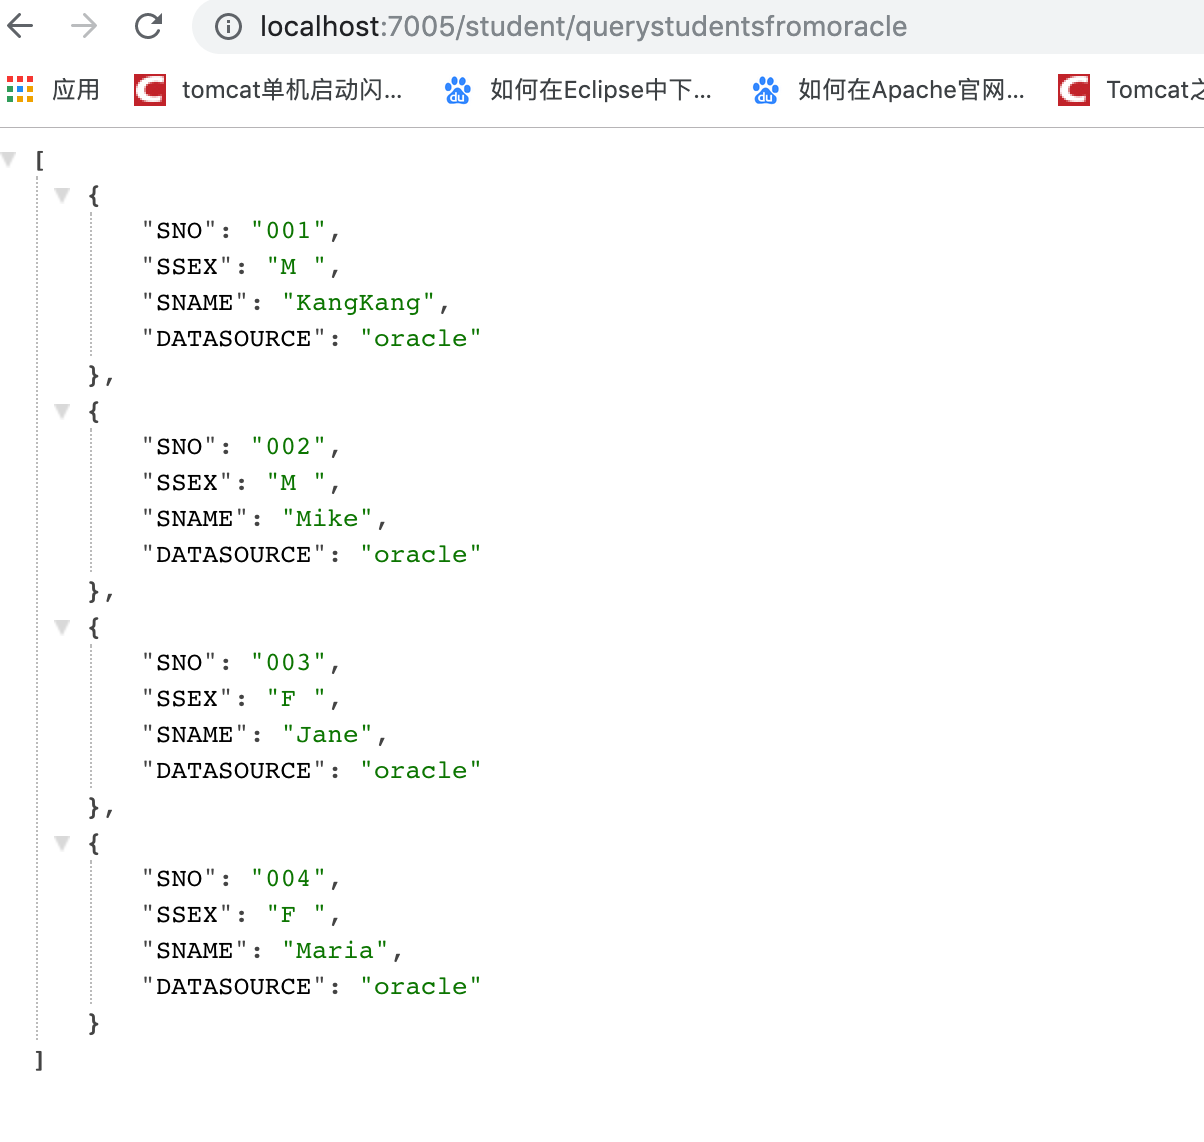 localhost:7005/student/querystudentsfromoracle
应用 tomcat单机启动闪... 如何在Eclipse中下... 如何在Apache官网... Tomcat之
[
{
"SNO": "001",
"SSEX": "M ",
"SNAME": "KangKang",
"DATASOURCE": "oracle"
},
{
"SNO": "002",
"SSEX": "M ",
"SNAME": "Mike",
"DATASOURCE": "oracle"
},
{
"SNO": "003",
"SSEX": "F ",
"SNAME": "Jane",
"DATASOURCE": "oracle"
},
{
"SNO": "004",
"SSEX": "F ",
"SNAME": "Maria",
"DATASOURCE": "oracle"
}
]